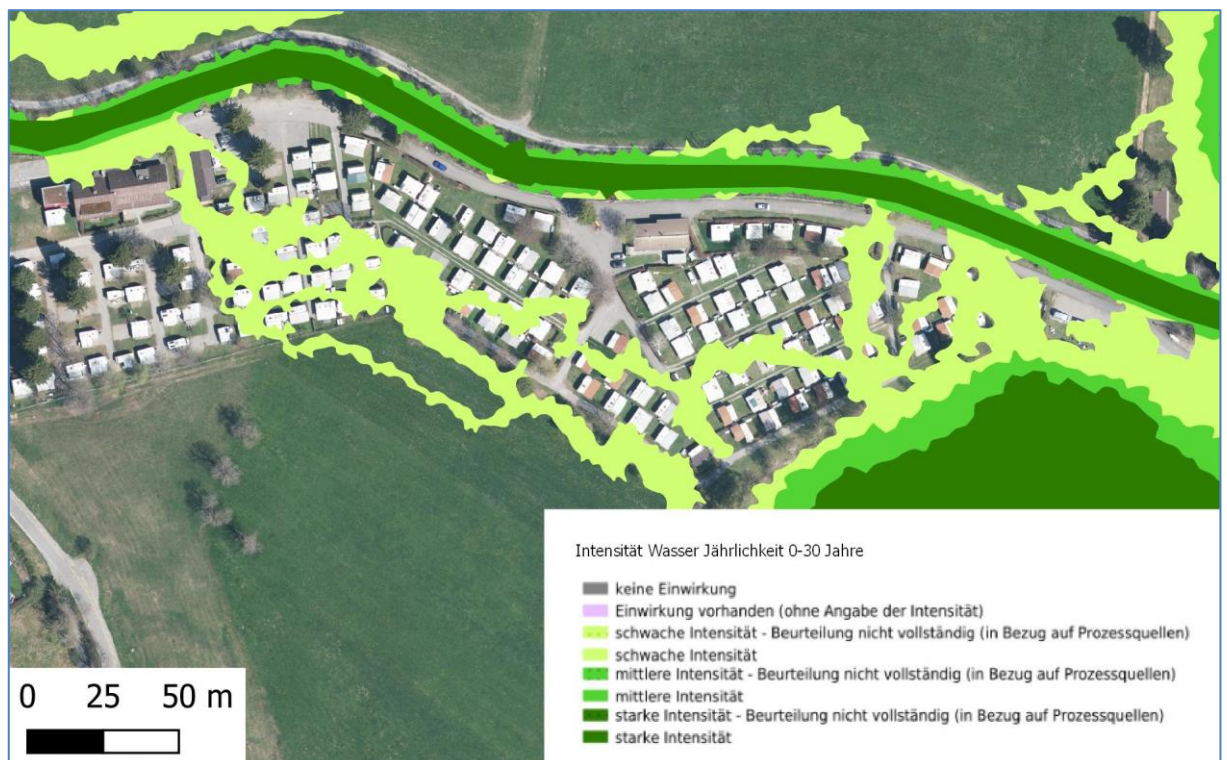 Intensität Wasser Jährlichkeit 0-30 Jahre
keine Einwirkung
Einwirkung vorhanden (ohne Angabe der Intensität)
schwache Intensität - Beurteilung nicht vollständig (in Bezug auf Prozessquellen)
schwache Intensität
mittlere Intensität - Beurteilung nicht vollständig (in Bezug auf Prozessquellen)
mittlere Intensität
starke Intensität - Beurteilung nicht vollständig (in Bezug auf Prozessquellen)
starke Intensität
0 25 50 m